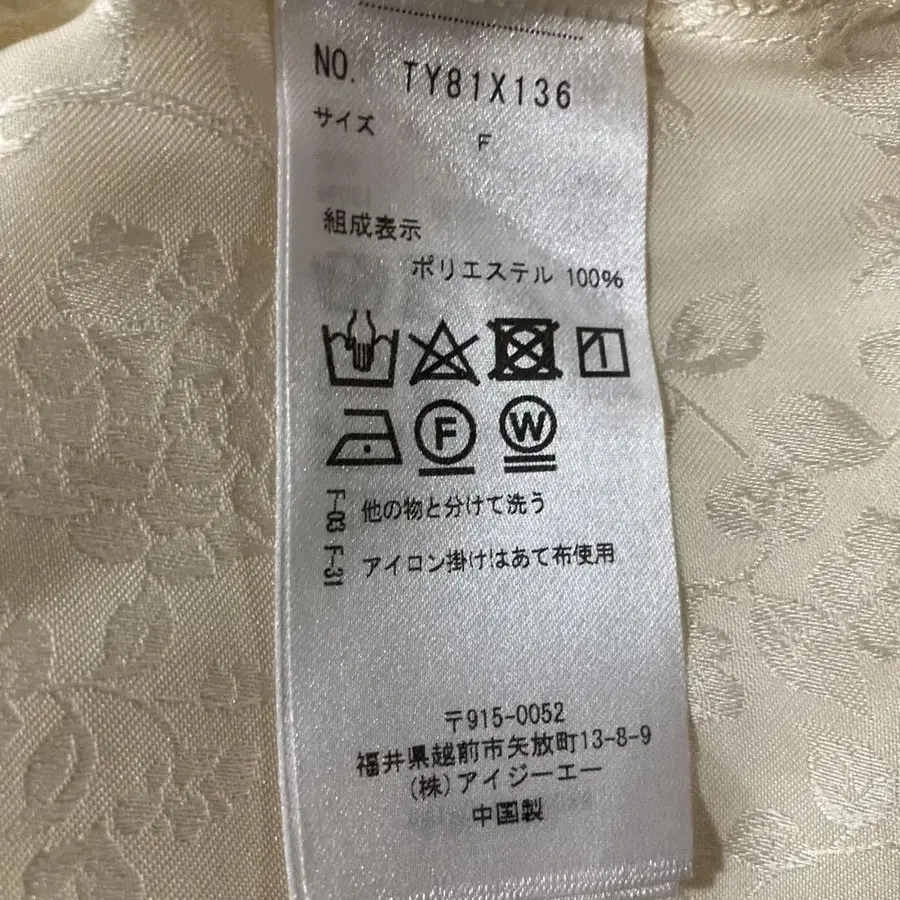 NO. TY81X136
サイズ F
組成表示
ポリエステル 100%
F
W
F-03 他の物と分けて洗う
F-31 アイロン掛けはあて布使用
〒915-0052
福井県越前市矢放町13-8-9
(株)アイジーエー
中国製